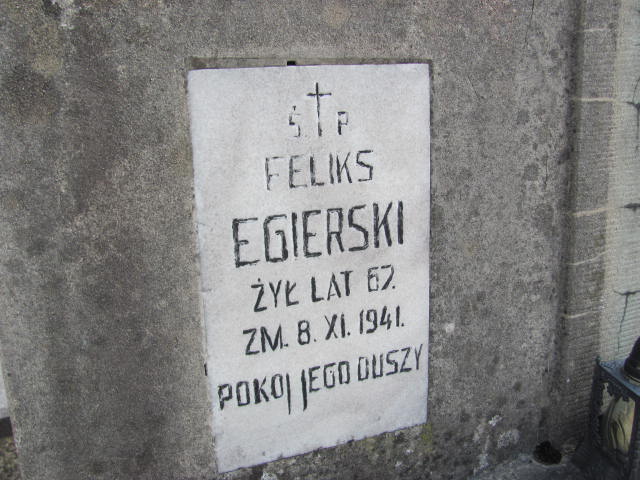 Ś P
FELIKS
EGIERSKI
ŻYŁ LAT 67.
ZM. 8. XI. 1941.
POKOJ JEGO DUSZY